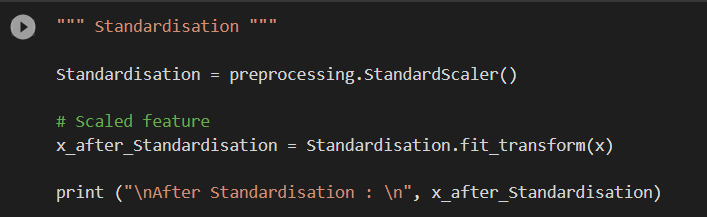 """ Standardisation """
Standardisation = preprocessing.StandardScaler()
# Scaled feature
x_after_Standardisation = Standardisation.fit_transform(x)
print ("\nAfter Standardisation : \n", x_after_Standardisation)